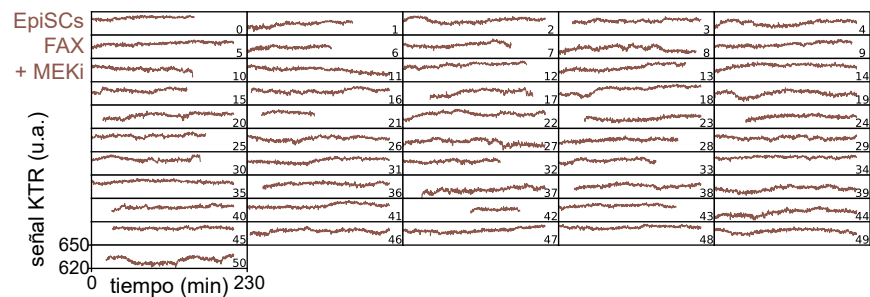 EpiSCs
FAX
+ MEKi
0 1 2 3 4
5 6 7 8 9
10 11 12 13 14
15 16 17 18 19
20 21 22 23 24
25 26 27 28 29
30 31 32 33 34
35 36 37 38 39
40 41 42 43 44
45 46 47 48 49
50
señal KTR (u.a.)
650
620
0 tiempo (min) 230